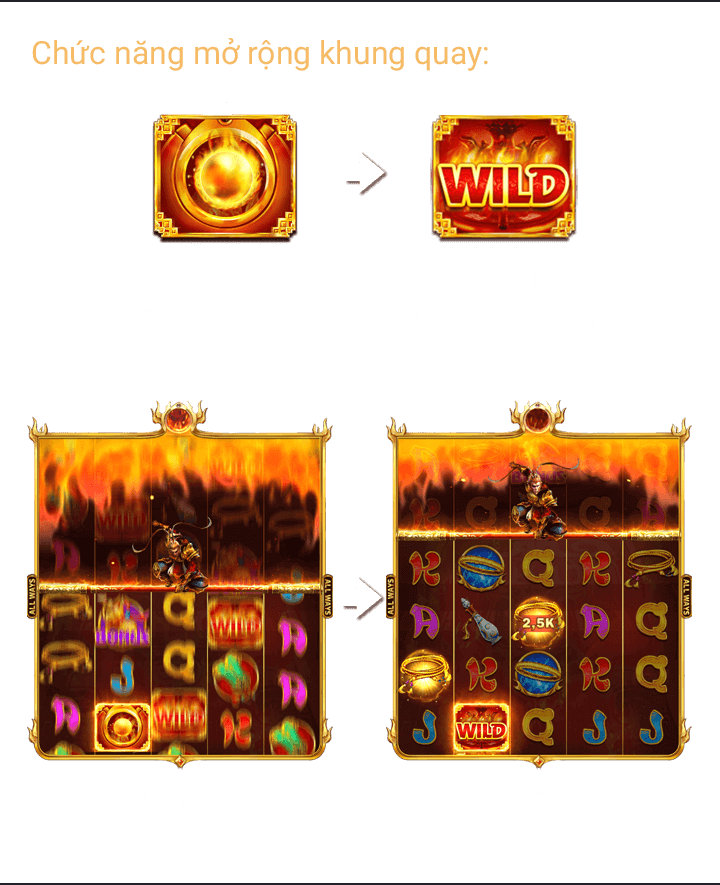 Chức năng mở rộng khung quay:
->
WILD
WILD
ALL WAYS
ALL WAYS
WILD
J
WILD
K
->
ALL WAYS
ALL WAYS
K Q K
A 2,5K A Q
K K Q
J WILD Q J J